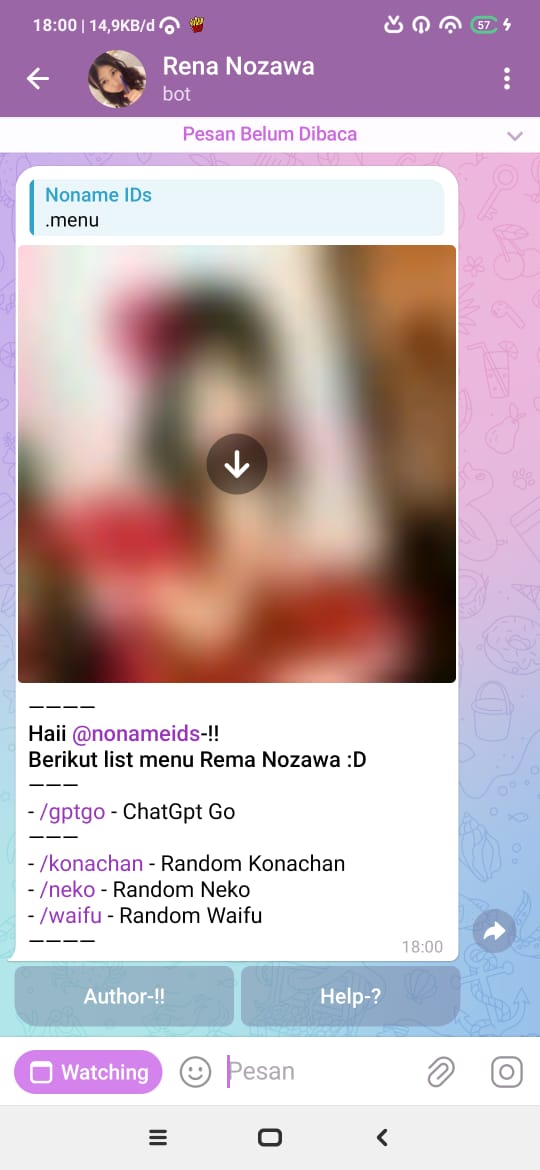 18:00 | 14,9KB/d
57
Rena Nozawa
bot
Pesan Belum Dibaca
Noname IDs
.menu
————
Haii @nonameids-!!
Berikut list menu Rema Nozawa :D
———
- /gptgo - ChatGpt Go
———
- /konachan - Random Konachan
- /neko - Random Neko
- /waifu - Random Waifu
————
18:00
Author-!! Help-?
Watching Pesan